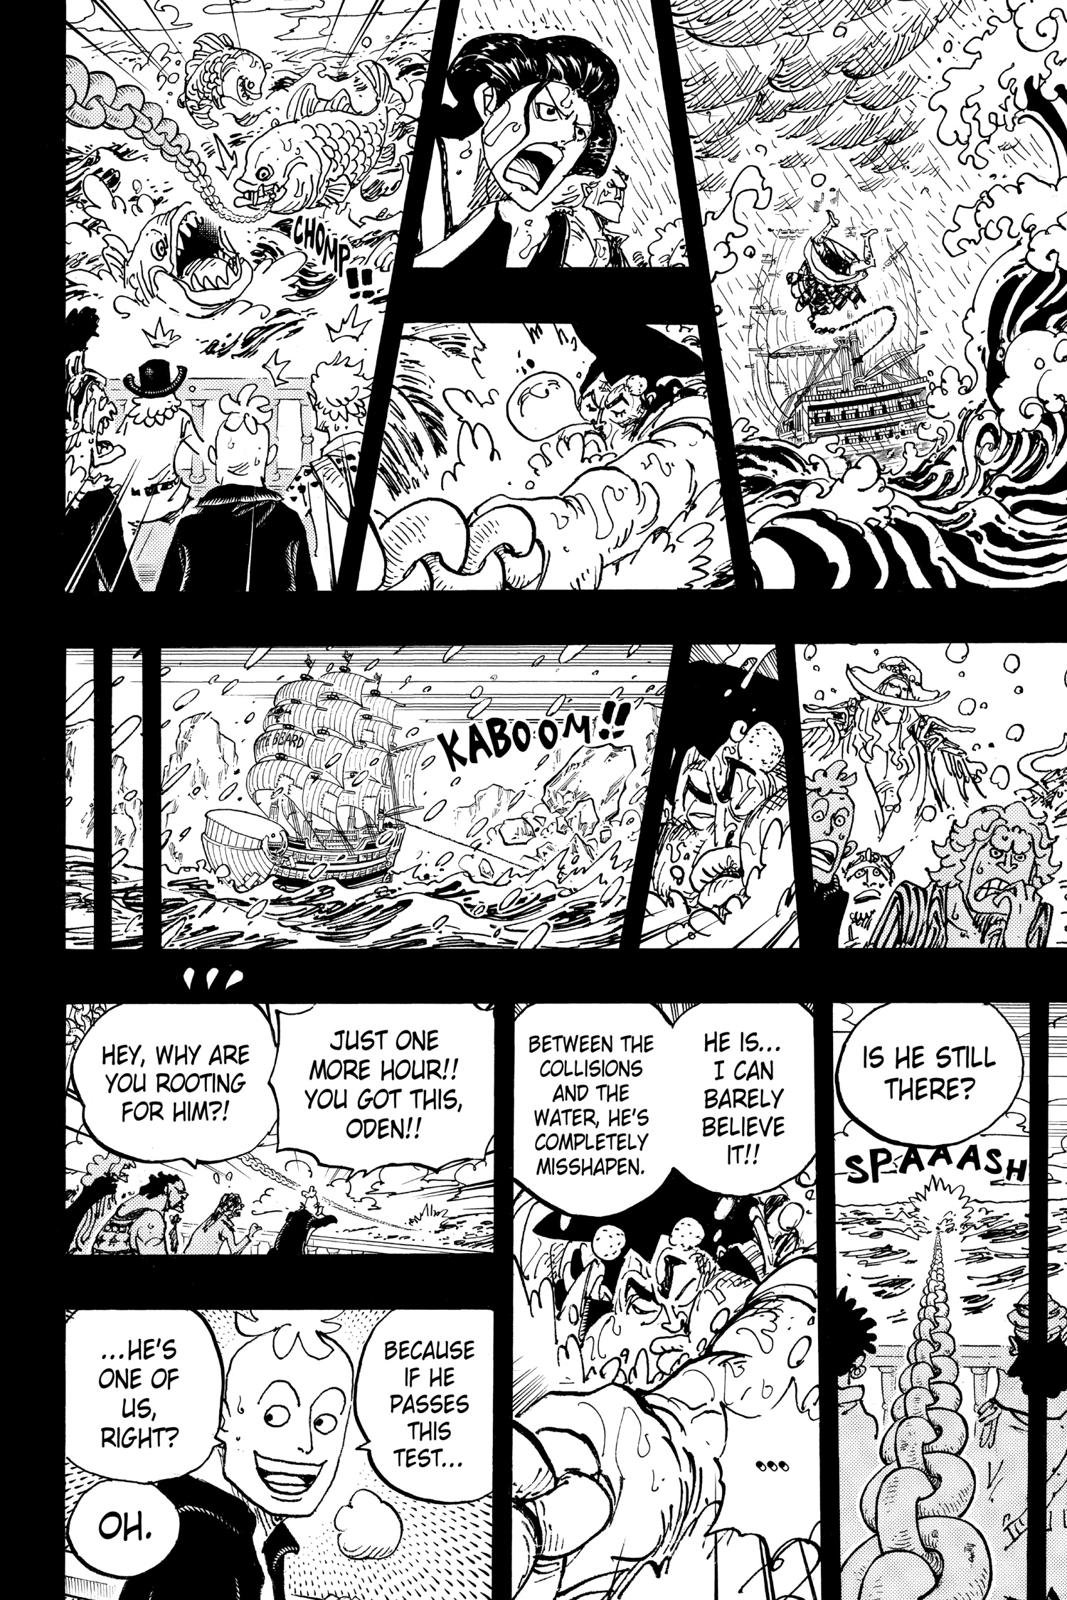 CHOMP!!
KABOOM!!
BBARD
IS HE STILL
THERE?
SPAAASH
HE IS...
I CAN
BARELY
BELIEVE
IT!!
BETWEEN THE
COLLISIONS
AND THE
WATER, HE'S
COMPLETELY
MISSHAPEN.
...
JUST ONE
MORE HOUR!!
YOU GOT THIS,
ODEN!!
HEY, WHY ARE
YOU ROOTING
FOR HIM?!
BECAUSE
IF HE
PASSES
THIS
TEST...
...HE'S
ONE OF
US,
RIGHT?
OH.